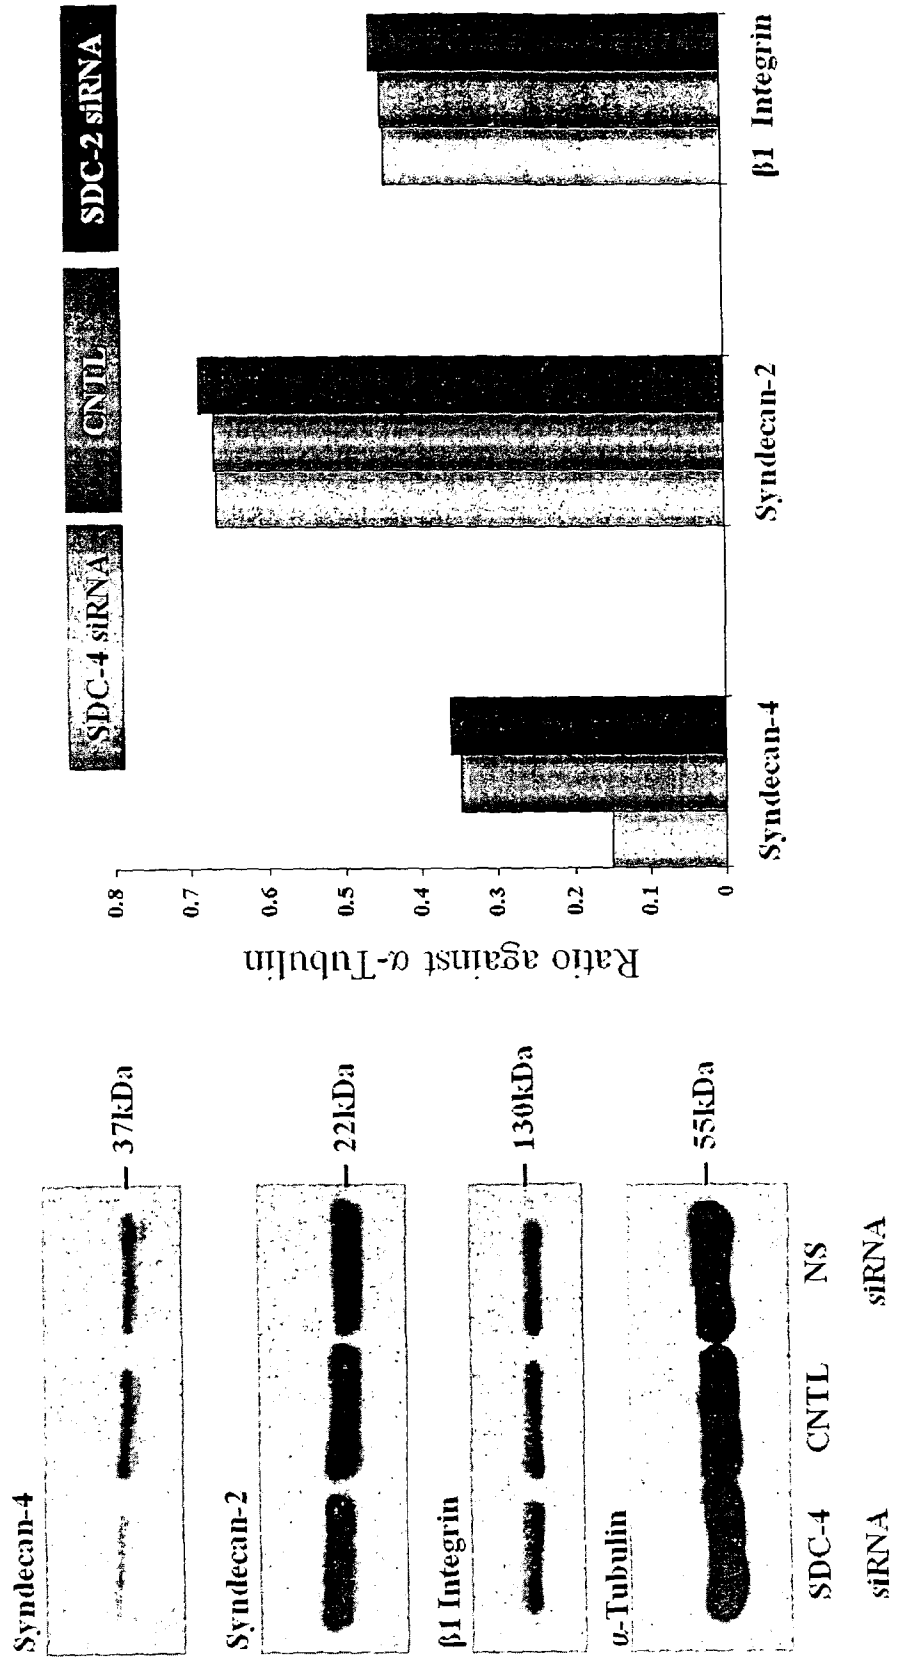 Syndecan-4
37kDa
Syndecan-2
22kDa
β1 Integrin
130kDa
α-Tubulin
55kDa
SDC-4 CNTL NS
siRNA siRNA
SDC-4 siRNA CNTL SDC-2 siRNA
Ratio against α-Tubulin
0.8
0.7
0.6
0.5
0.4
0.3
0.2
0.1
0
Syndecan-4 Syndecan-2 β1 Integrin